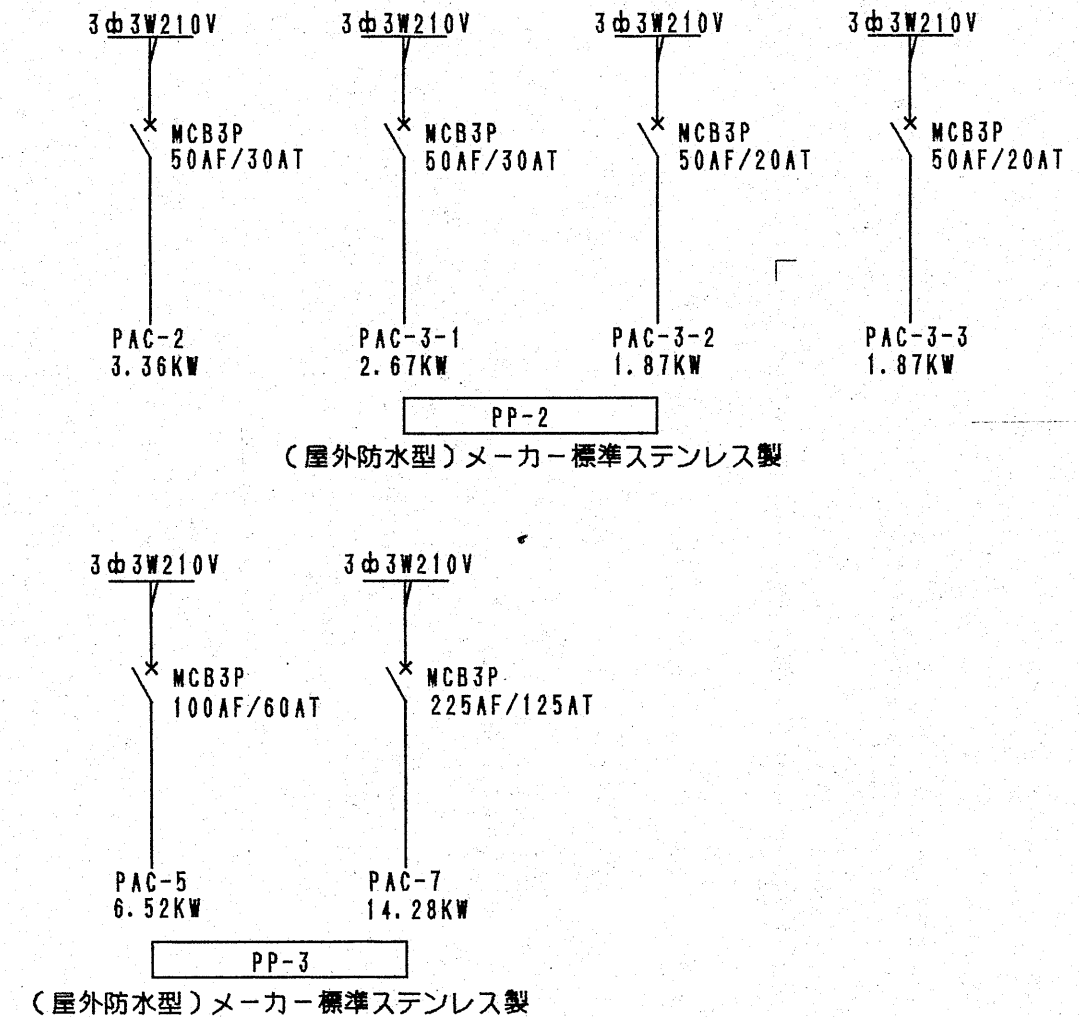 3φ3W210V 3φ3W210V 3φ3W210V 3φ3W210V
MCB3P MCB3P MCB3P MCB3P
50AF/30AT 50AF/30AT 50AF/20AT 50AF/20AT
PAC-2 PAC-3-1 PAC-3-2 PAC-3-3
3.36KW 2.67KW 1.87KW 1.87KW
PP-2
(屋外防水型)メーカー標準ステンレス製
3φ3W210V 3φ3W210V
MCB3P MCB3P
100AF/60AT 225AF/125AT
PAC-5 PAC-7
6.52KW 14.28KW
PP-3
(屋外防水型)メーカー標準ステンレス製